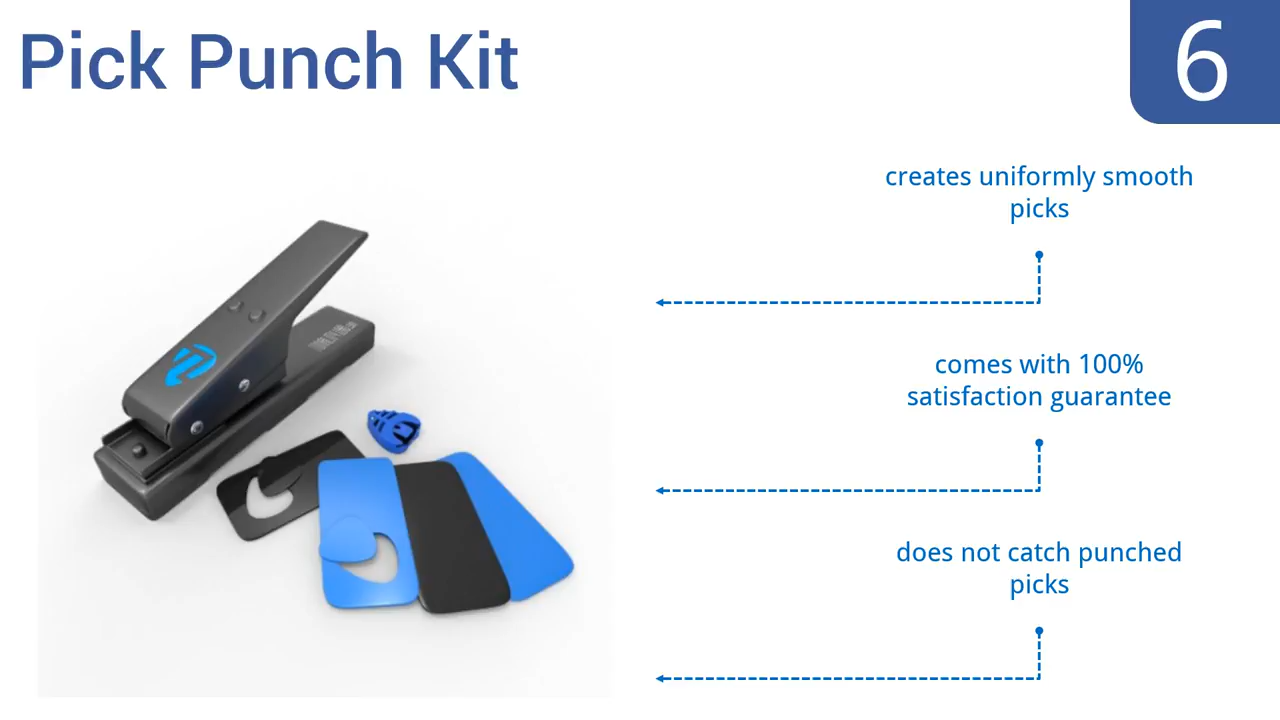 Pick Punch Kit
6
creates uniformly smooth
picks
comes with 100%
satisfaction guarantee
does not catch punched
picks